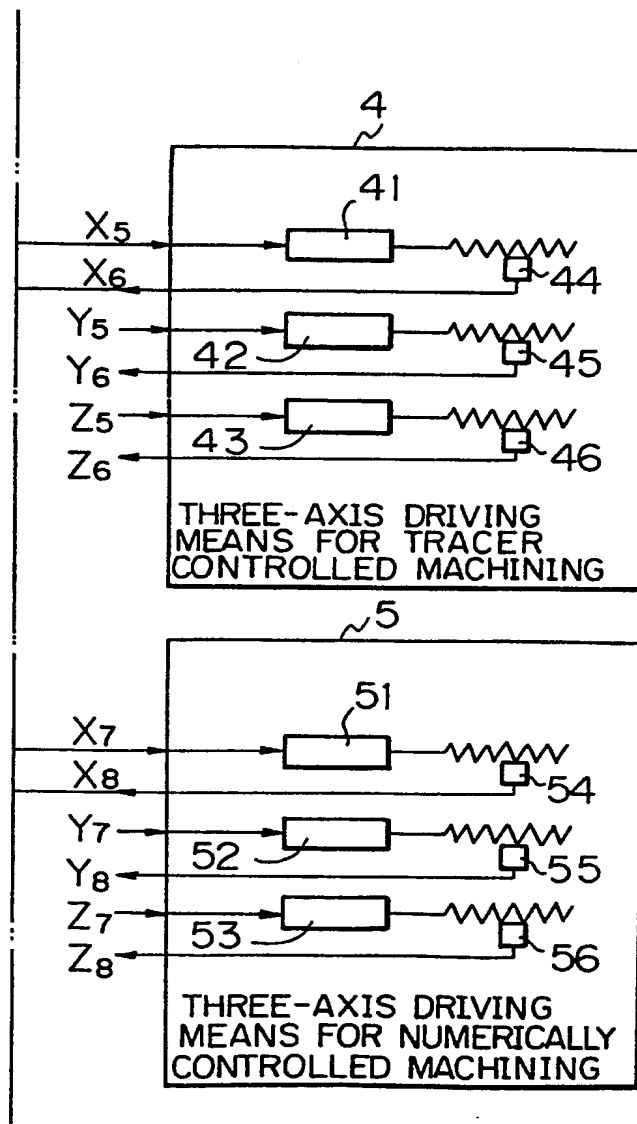 4
41
X5
X6
44
Y5
42
45
Y6
Z5
43
46
Z6
THREE-AXIS DRIVING
MEANS FOR TRACER
CONTROLLED MACHINING
5
51
X7
X8
54
Y7
52
55
Y8
Z7
53
56
Z8
THREE-AXIS DRIVING
MEANS FOR NUMERICALLY
CONTROLLED MACHINING